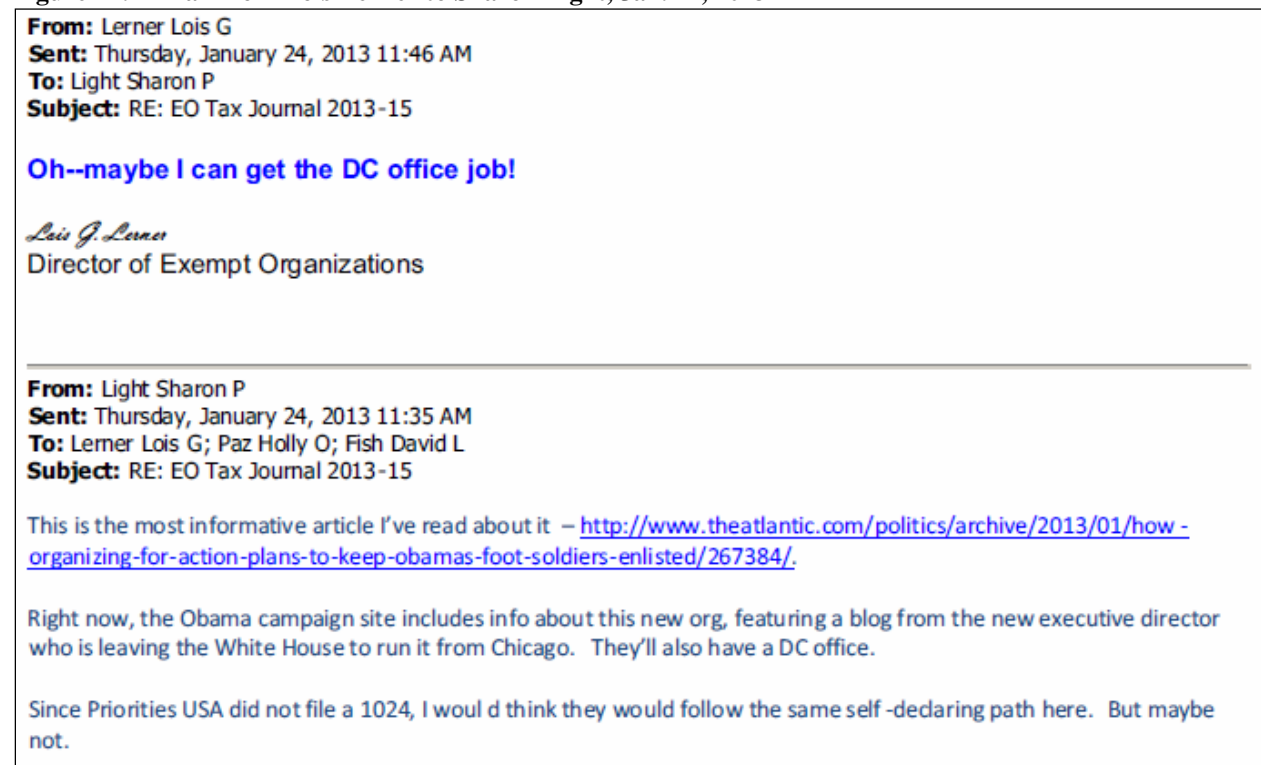 From: Lerner Lois G
Sent: Thursday, January 24, 2013 11:46 AM
To: Light Sharon P
Subject: RE: EO Tax Journal 2013-15
Oh--maybe I can get the DC office job!
Lois G. Lerner
Director of Exempt Organizations
From: Light Sharon P
Sent: Thursday, January 24, 2013 11:35 AM
To: Lerner Lois G; Paz Holly O; Fish David L
Subject: RE: EO Tax Journal 2013-15
This is the most informative article I've read about it – http://www.theatlantic.com/politics/archive/2013/01/how -
organizing-for-action-plans-to-keep-obamas-foot-soldiers-enlisted/267384/.
Right now, the Obama campaign site includes info about this new org, featuring a blog from the new executive director
who is leaving the White House to run it from Chicago. They'll also have a DC office.
Since Priorities USA did not file a 1024, I woul d think they would follow the same self -declaring path here. But maybe
not.